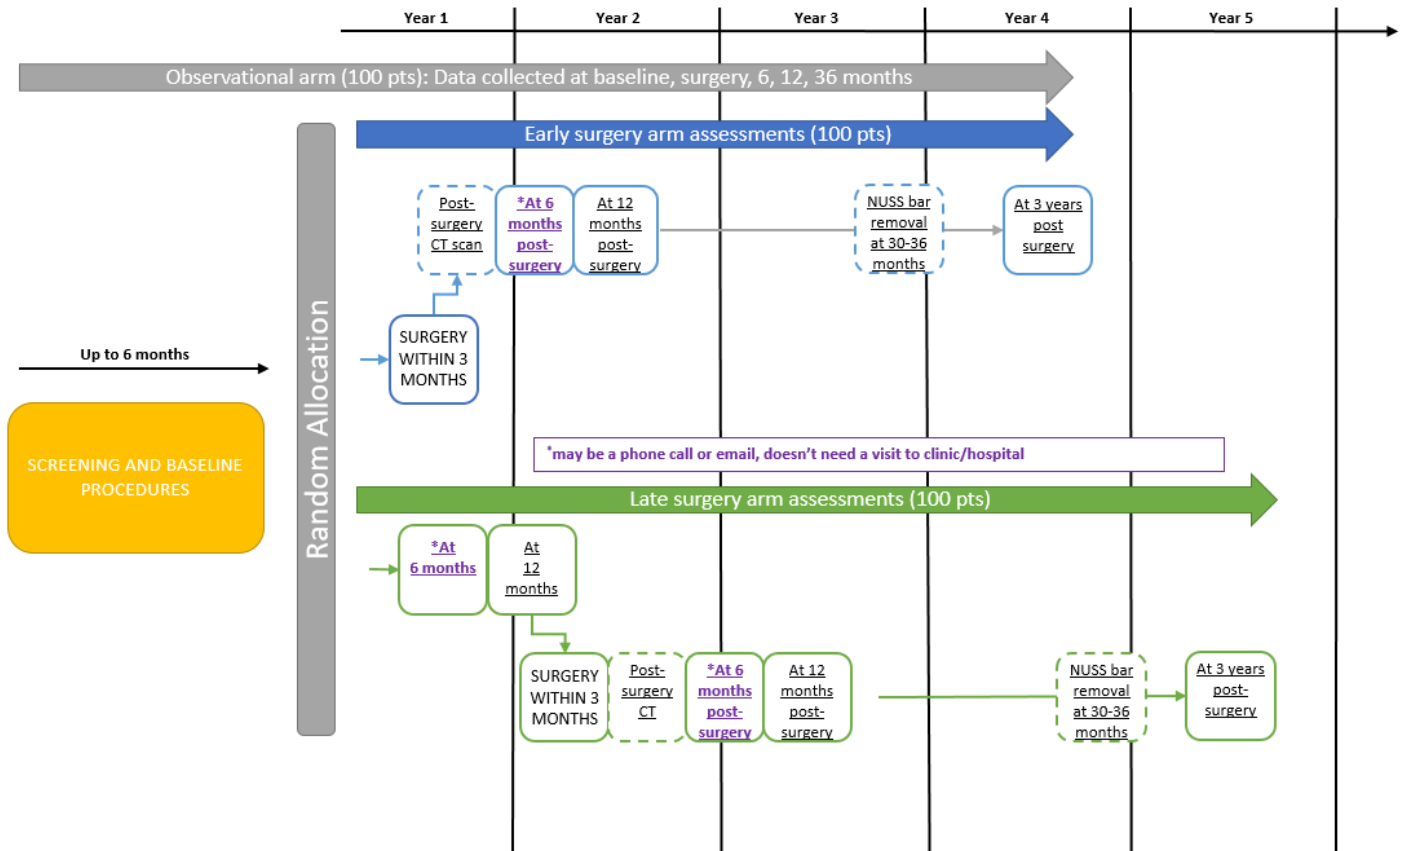 Year 1
Year 2
Year 3
Year 4
Year 5
Observational arm (100 pts): Data collected at baseline, surgery, 6, 12, 36 months
Early surgery arm assessments (100 pts)
Post-
surgery
CT scan
*At 6
months
post-
surgery
At 12
months
post-
surgery
NUSS bar
removal
at 30-36
months
At 3 years
post
surgery
SURGERY
WITHIN 3
MONTHS
Up to 6 months
Random Allocation
SCREENING AND BASELINE
PROCEDURES
*may be a phone call or email, doesn't need a visit to clinic/hospital
Late surgery arm assessments (100 pts)
*At
6 months
At
12
months
SURGERY
WITHIN 3
MONTHS
Post-
surgery
CT
*At 6
months
post-
surgery
At 12
months
post-
surgery
NUSS bar
removal
at 30-36
months
At 3 years
post-
surgery